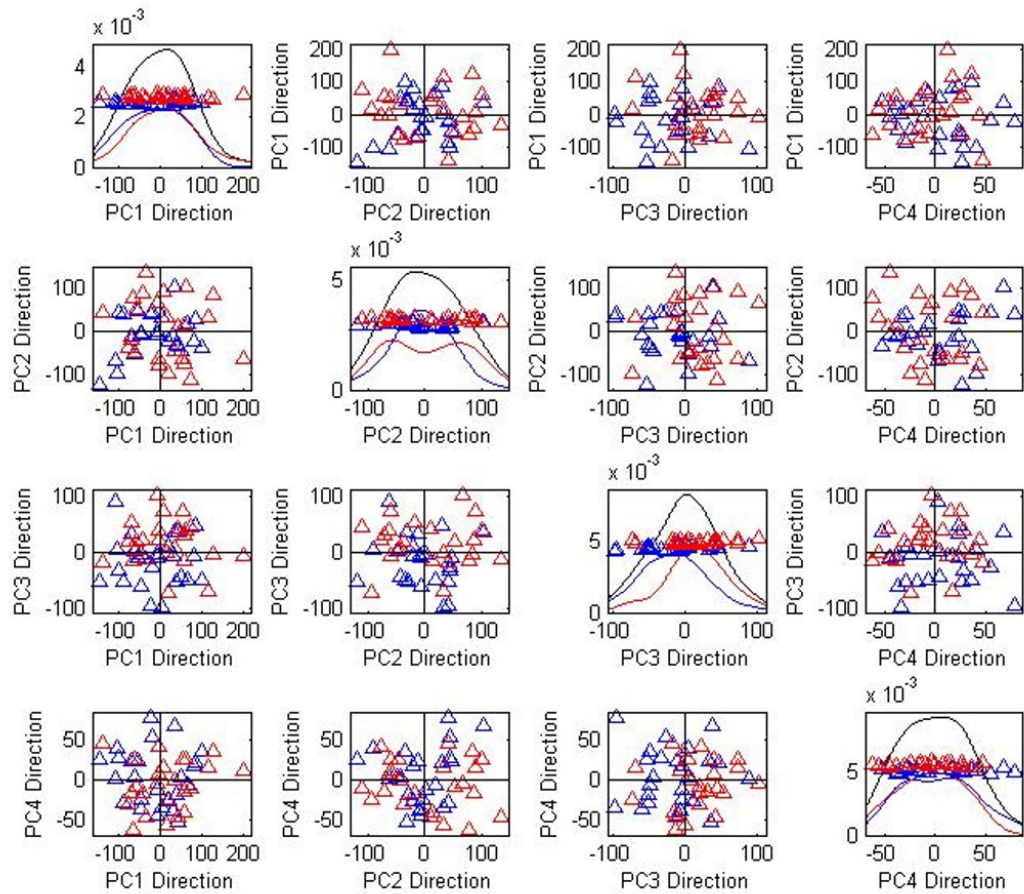 x 10^-3
4
2
0
-100 0 100 200
PC1 Direction
PC1 Direction
200
100
0
-100
-100 0 100
PC2 Direction
PC1 Direction
200
100
0
-100
-100 0 100
PC3 Direction
PC1 Direction
200
100
0
-100
-50 0 50
PC4 Direction
PC2 Direction
100
0
-100
-100 0 100 200
PC1 Direction
x 10^-3
5
0
-100 0 100
PC2 Direction
PC2 Direction
100
0
-100
-100 0 100
PC3 Direction
PC2 Direction
100
0
-100
-50 0 50
PC4 Direction
PC3 Direction
100
0
-100
-100 0 100 200
PC1 Direction
PC3 Direction
100
0
-100
-100 0 100
PC2 Direction
x 10^-3
5
0
-100 0 100
PC3 Direction
PC3 Direction
100
0
-100
-50 0 50
PC4 Direction
PC4 Direction
50
0
-50
-100 0 100 200
PC1 Direction
PC4 Direction
50
0
-50
-100 0 100
PC2 Direction
PC4 Direction
50
0
-50
-100 0 100
PC3 Direction
x 10^-3
5
0
-50 0 50
PC4 Direction